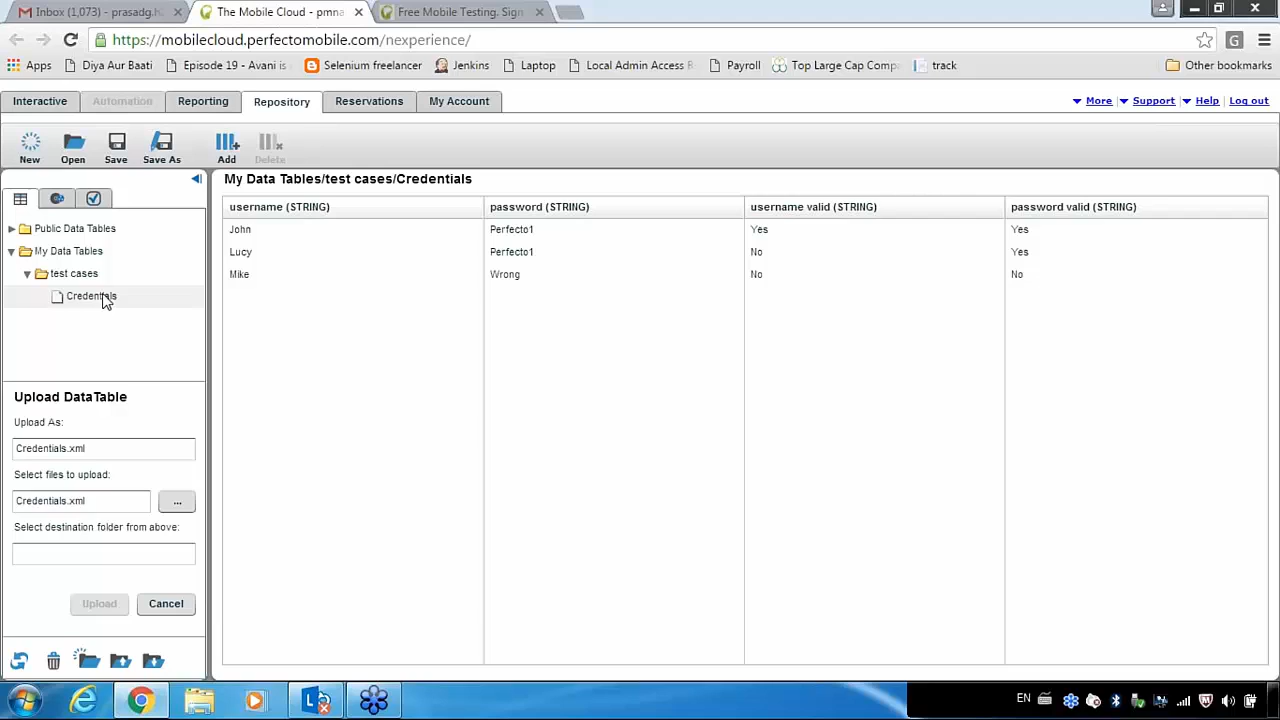 Inbox (1,073) - prasadg.h
The Mobile Cloud - pmna
Free Mobile Testing. Sign
https://mobilecloud.perfectomobile.com/nexperience/
G
Apps
Diya Aur Baati
Episode 19 - Avani is
Selenium freelancer
Jenkins
Laptop
Local Admin Access R
Payroll
Top Large Cap Comp
track
Other bookmarks
Interactive
Automation
Reporting
Repository
Reservations
My Account
More
Support
Help
Log out
New
Open
Save
Save As
Add
Delete
My Data Tables/test cases/Credentials
Public Data Tables
My Data Tables
test cases
Credentials
username (STRING) password (STRING) username valid (STRING) password valid (STRING)
John Perfecto1 Yes Yes
Lucy Perfecto1 No Yes
Mike Wrong No No
Upload DataTable
Upload As:
Credentials.xml
Select files to upload:
Credentials.xml
...
Select destination folder from above:
Upload
Cancel
EN